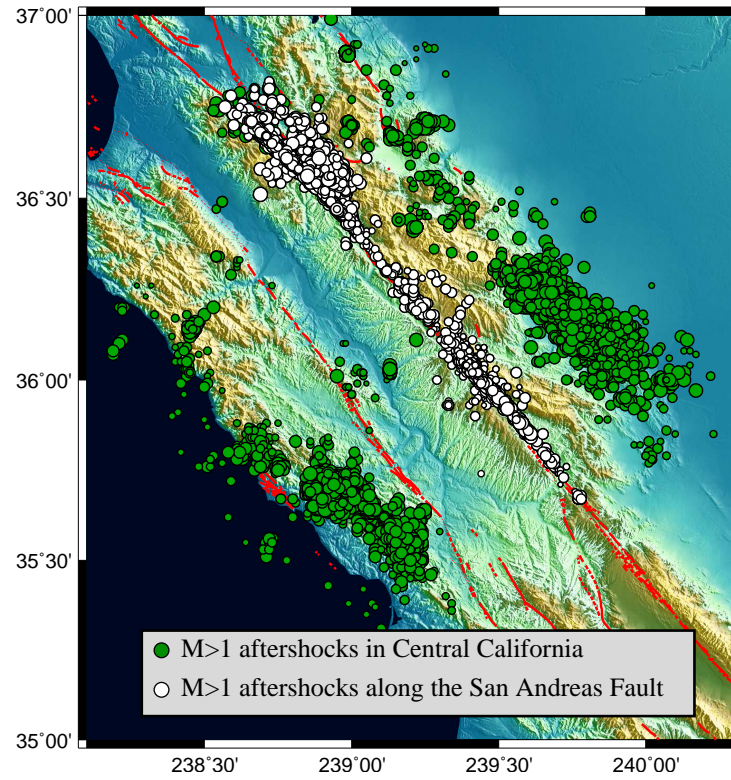 37°00'
36°30'
36°00'
35°30'
35°00'
M>1 aftershocks in Central California
M>1 aftershocks along the San Andreas Fault
238°30' 239°00' 239°30' 240°00'